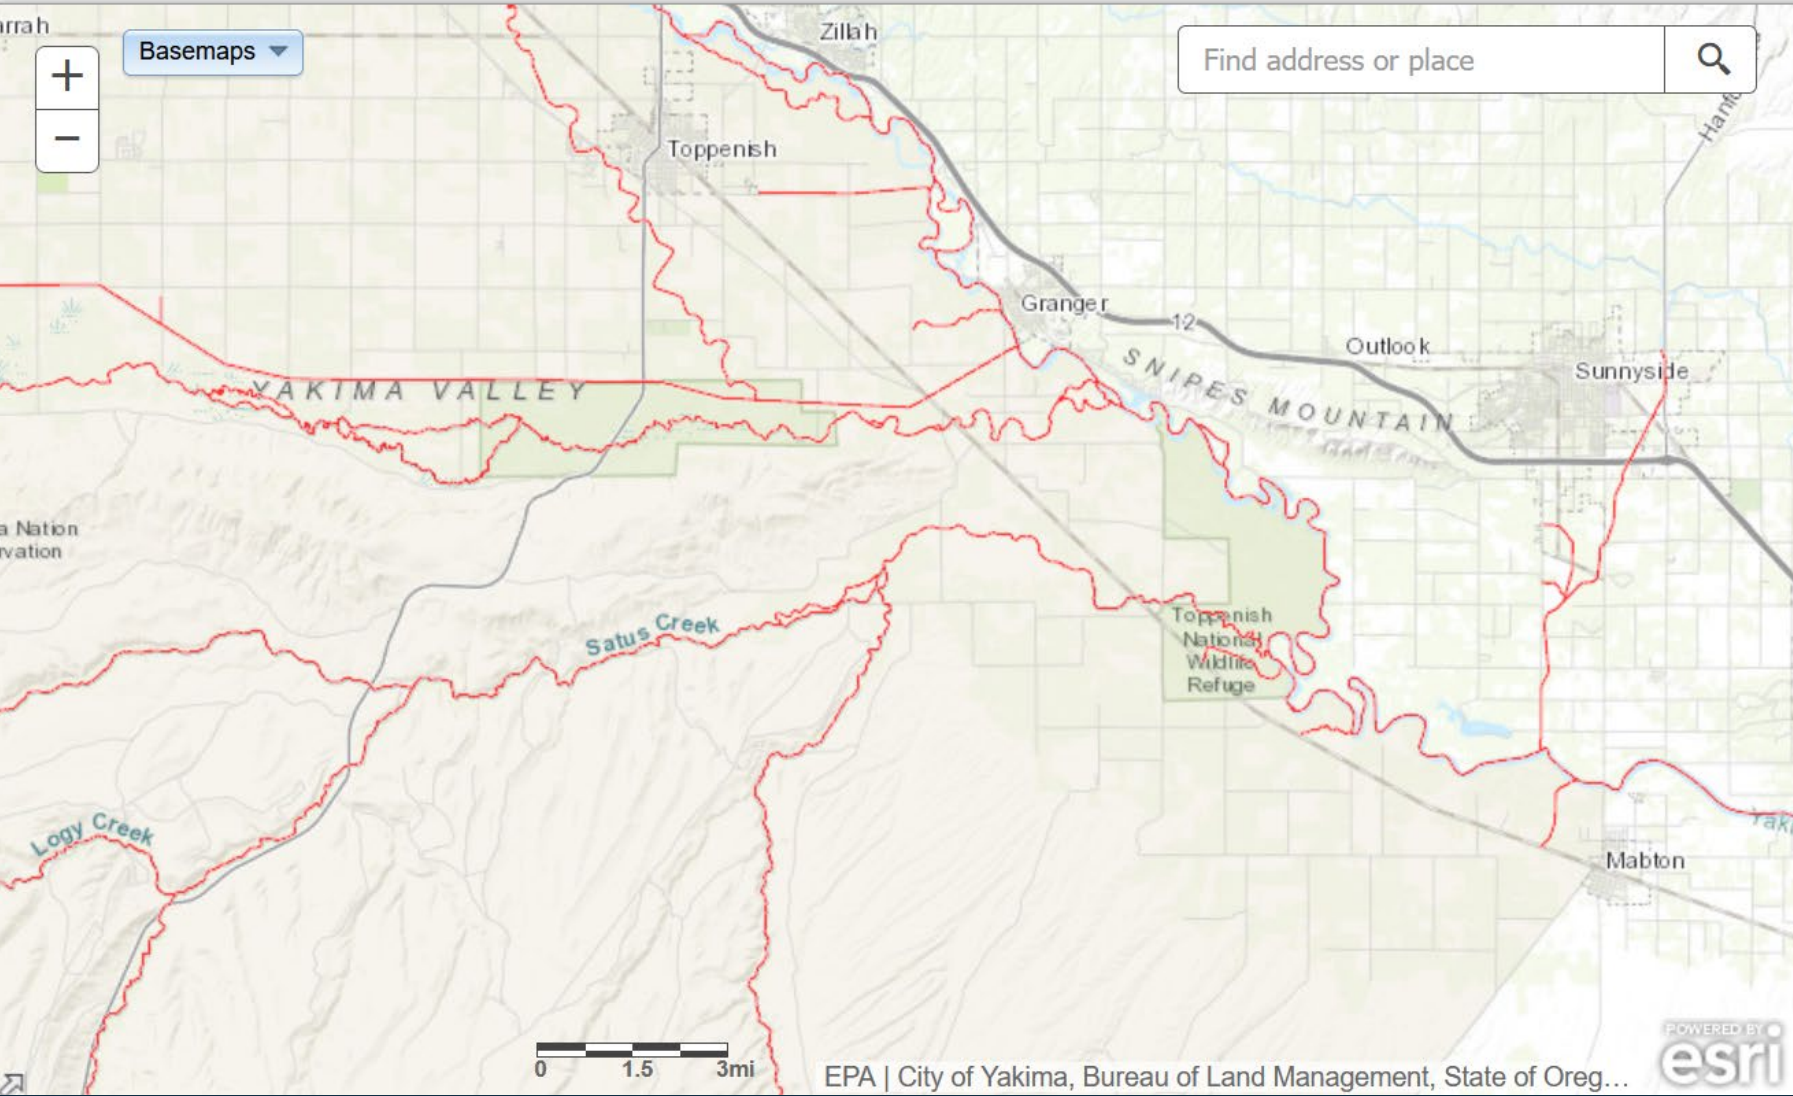 arrah
Basemaps
Zillah
Find address or place
+
−
Toppenish
Granger
12
Outlook
Sunnyside
SNIPES MOUNTAIN
YAKIMA VALLEY
a Nation
rvation
Satus Creek
Toppenish
National
Wildlife
Refuge
Logy Creek
Yaki
Mabton
0 1.5 3mi
EPA | City of Yakima, Bureau of Land Management, State of Oreg…
POWERED BY
esri